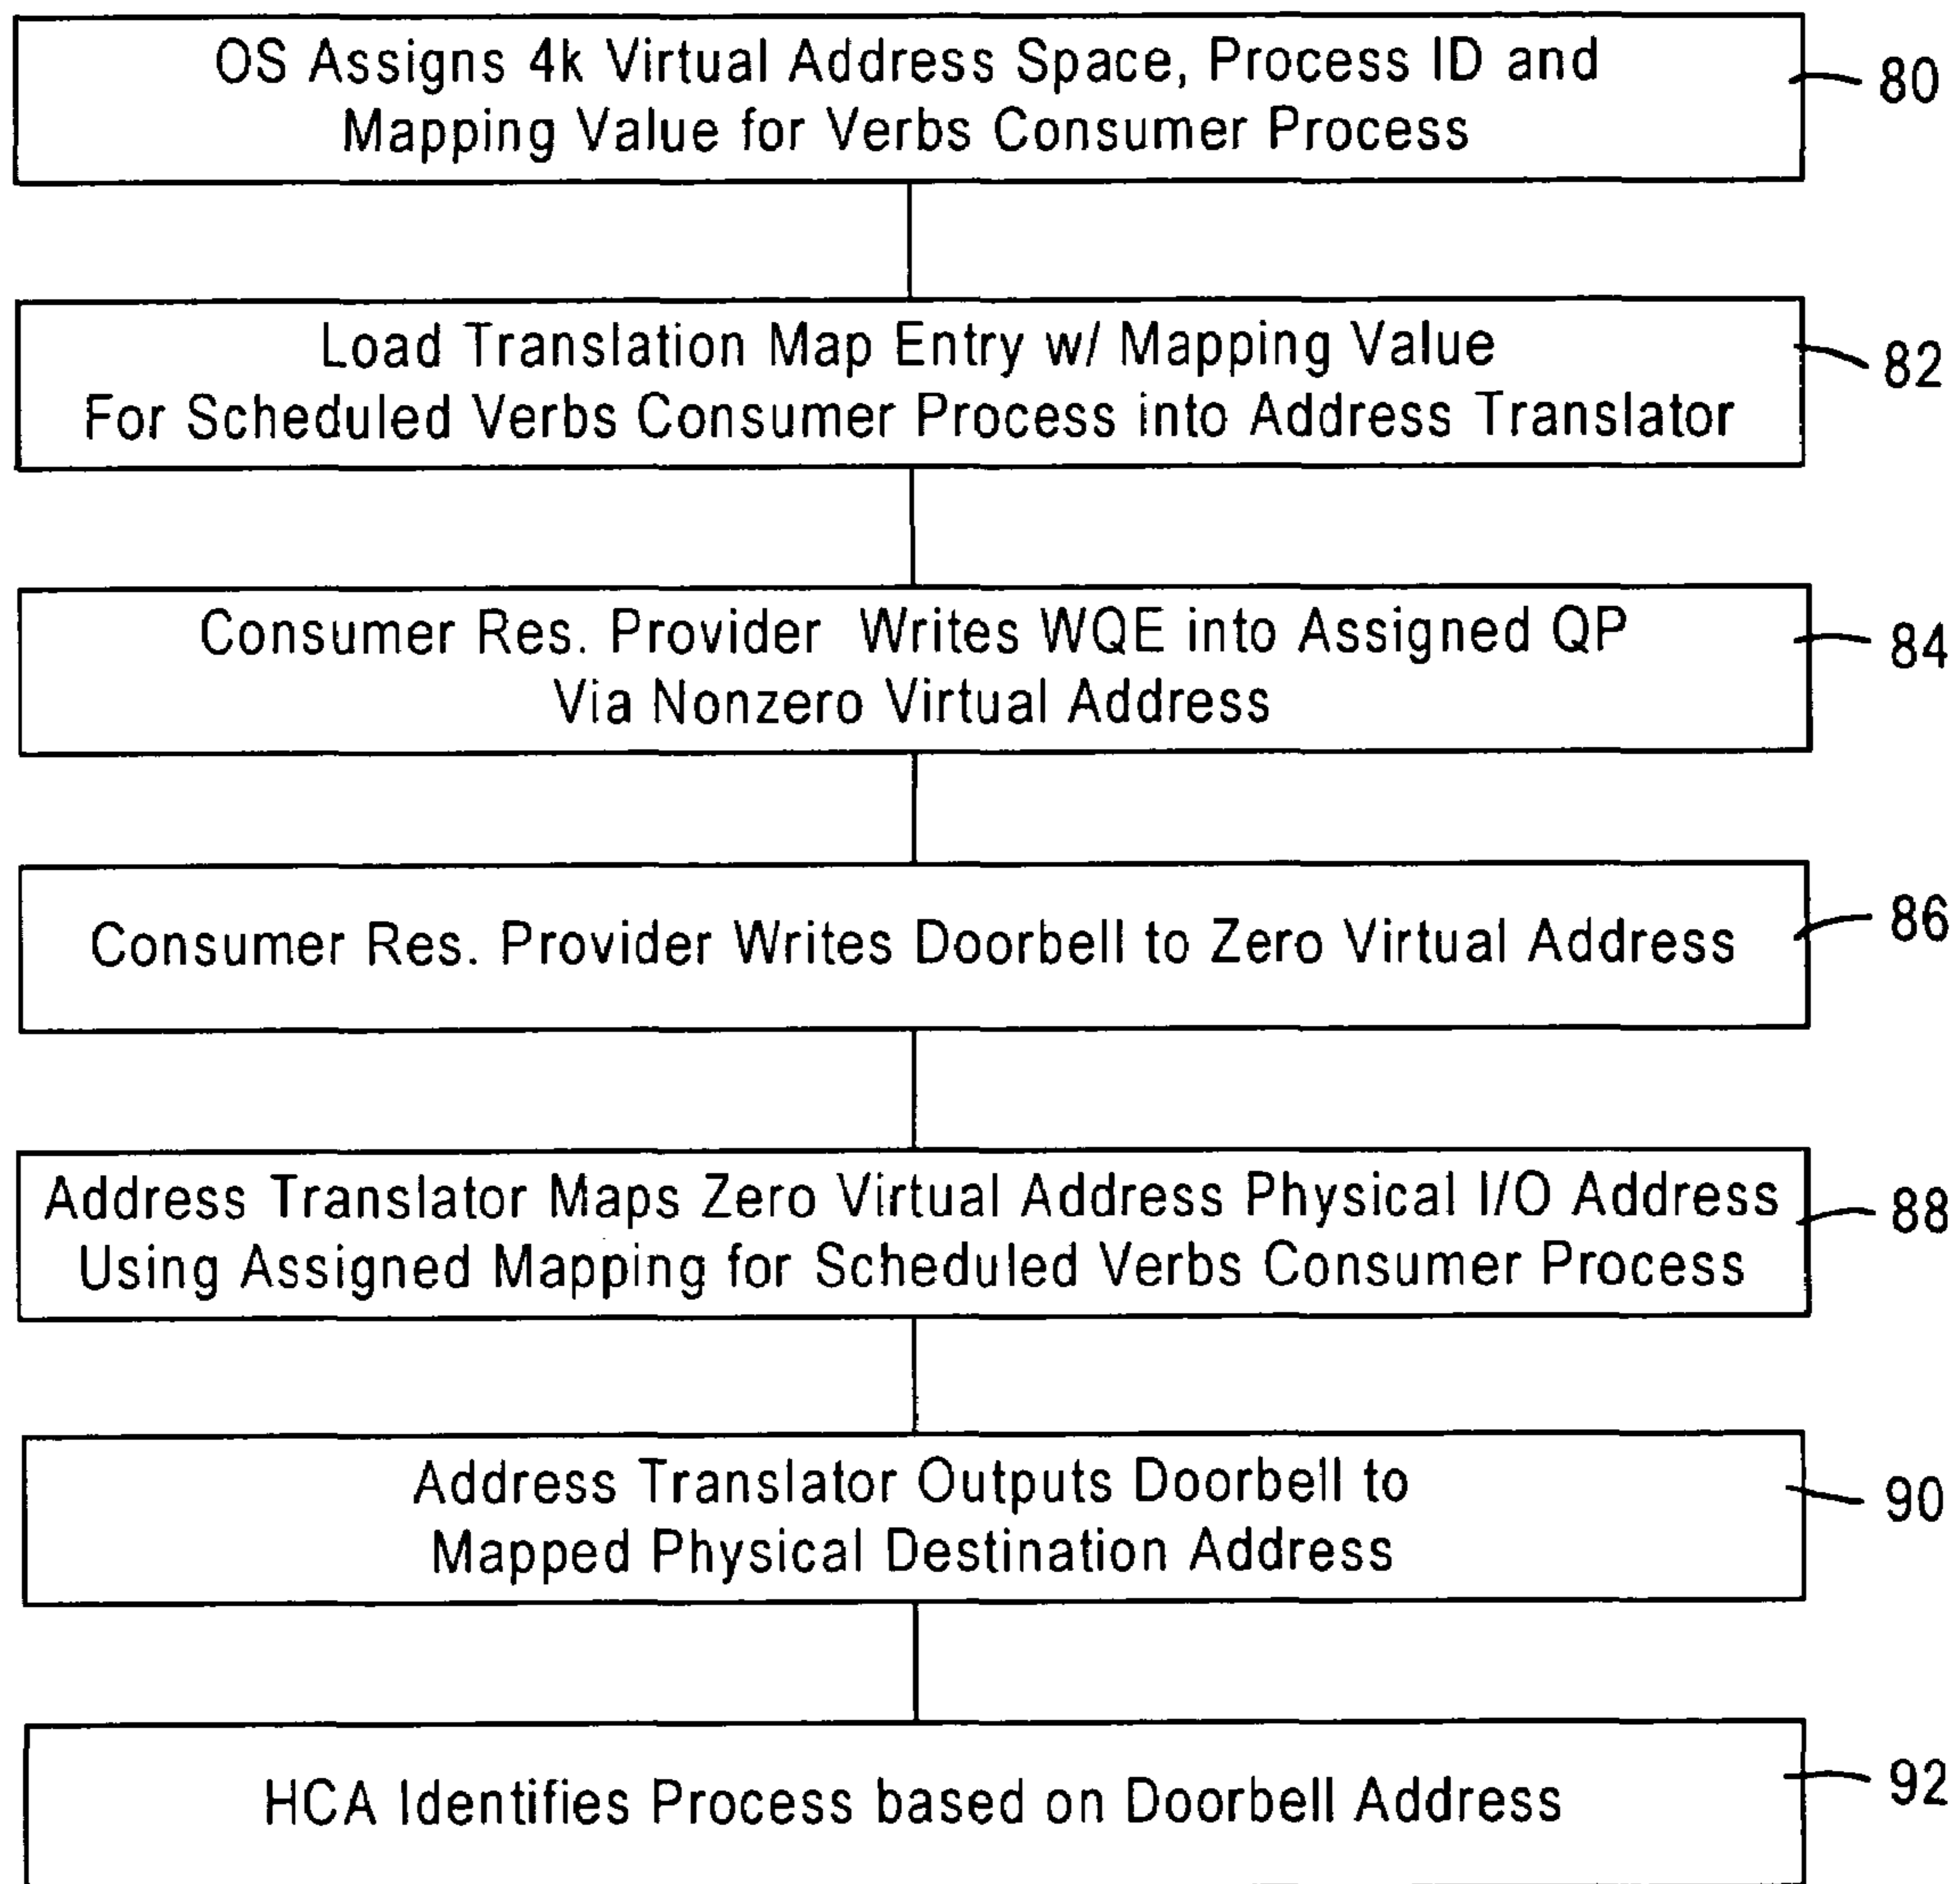 OS Assigns 4k Virtual Address Space, Process ID and
Mapping Value for Verbs Consumer Process
80
Load Translation Map Entry w/ Mapping Value
For Scheduled Verbs Consumer Process into Address Translator
82
Consumer Res. Provider Writes WQE into Assigned QP
Via Nonzero Virtual Address
84
Consumer Res. Provider Writes Doorbell to Zero Virtual Address
86
Address Translator Maps Zero Virtual Address Physical I/O Address
Using Assigned Mapping for Scheduled Verbs Consumer Process
88
Address Translator Outputs Doorbell to
Mapped Physical Destination Address
90
HCA Identifies Process based on Doorbell Address
92